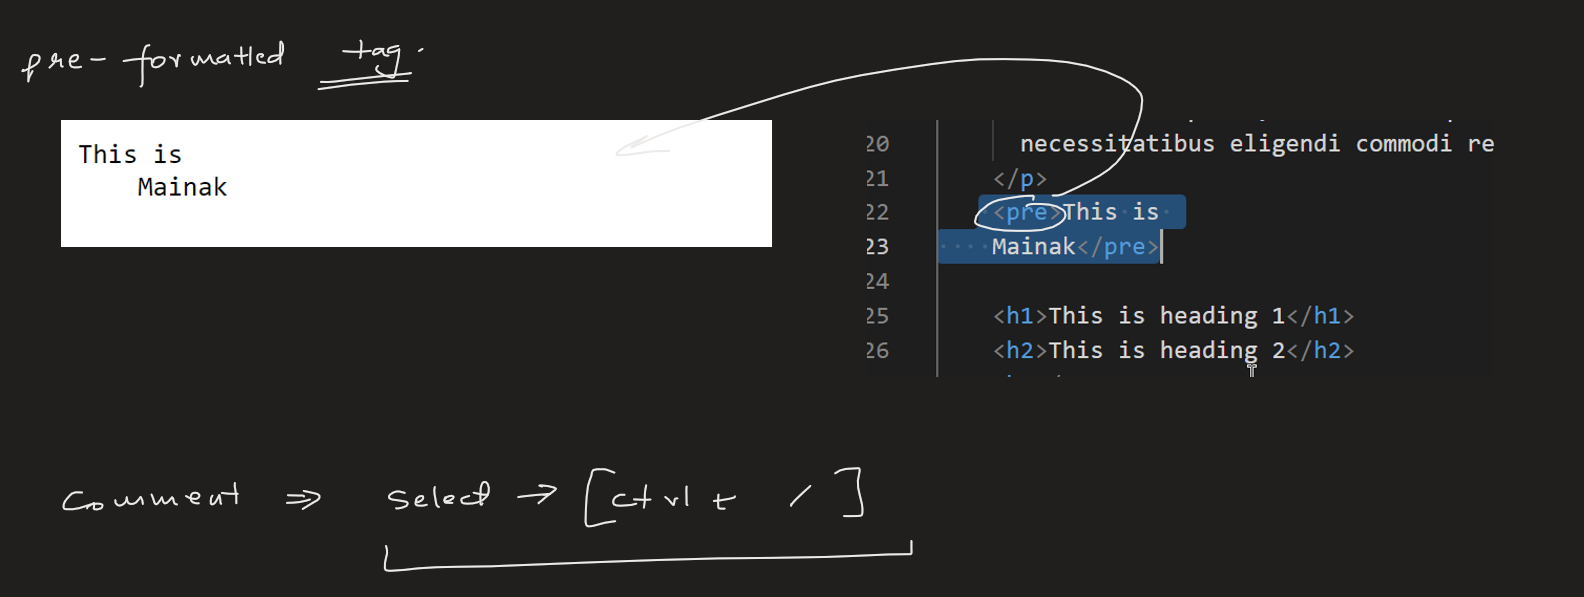 pre-formatted tag.
This is
    Mainak
20 necessitatibus eligendi commodi re
21 </p>
22 <pre>This is
23 Mainak</pre>
24
25 <h1>This is heading 1</h1>
26 <h2>This is heading 2</h2>
Comment ⇒ Select → [ctrl + /]